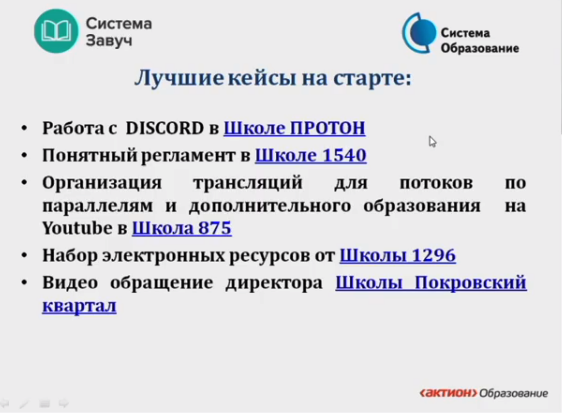 Система
Завуч
Система
Образование
Лучшие кейсы на старте:
• Работа с DISCORD в Школе ПРОТОН
• Понятный регламент в Школе 1540
• Организация трансляций для потоков по
параллелям и дополнительного образования на
Youtube в Школа 875
• Набор электронных ресурсов от Школы 1296
• Видео обращение директора Школы Покровский
квартал
<актион> Образование